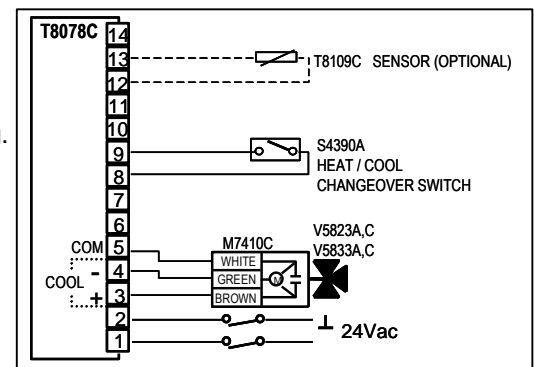 T8078C
14
13
T8109C SENSOR (OPTIONAL)
12
11
10
9
S4390A
HEAT / COOL
8
CHANGEOVER SWITCH
7
6
V5823A,C
V5833A,C
COM
5
M7410C
WHITE
COOL
-
4
GREEN
M
+
3
BROWN
2
24Vac
1